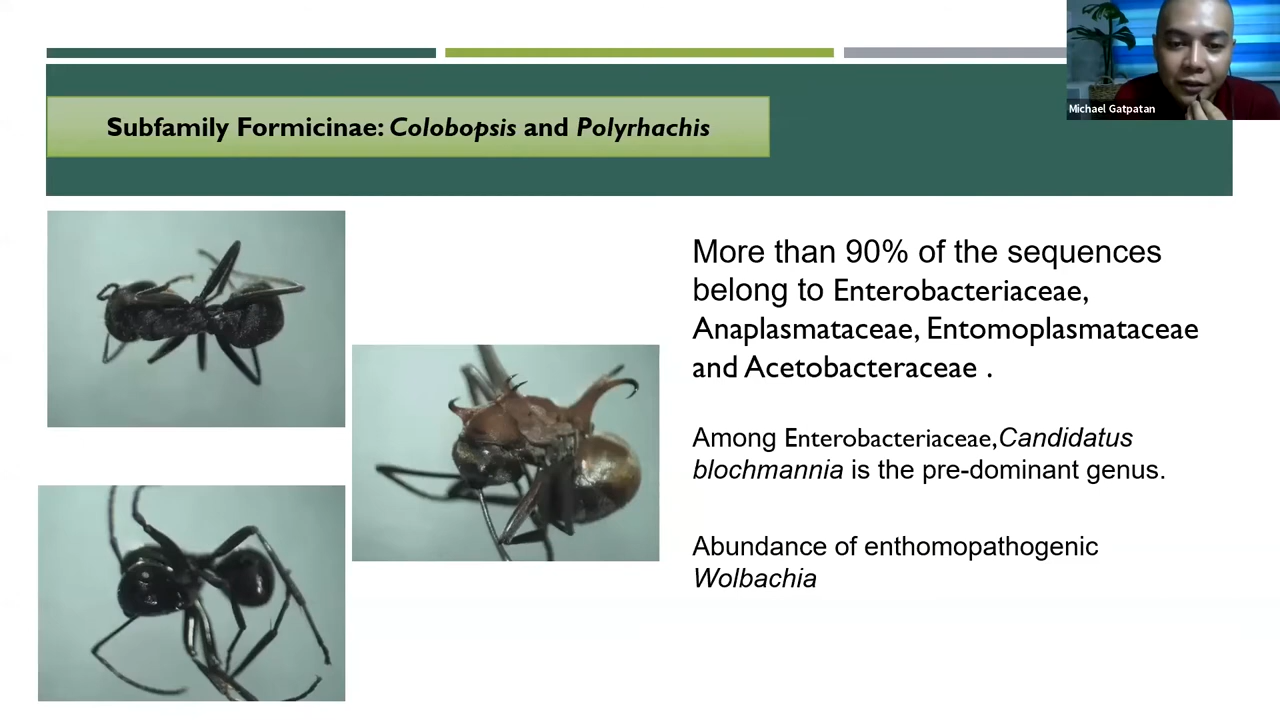 Michael Gatpatan
Subfamily Formicinae: Colobopsis and Polyrhachis
More than 90% of the sequences
belong to Enterobacteriaceae,
Anaplasmataceae, Entomoplasmataceae
and Acetobacteraceae .
Among Enterobacteriaceae,Candidatus
blochmannia is the pre-dominant genus.
Abundance of enthomopathogenic
Wolbachia